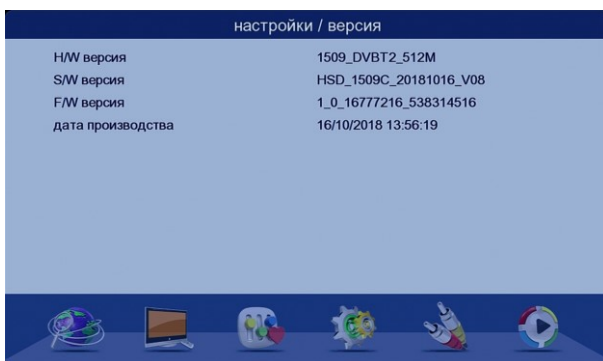 настройки / версия
H/W версия 1509_DVBT2_512M
S/W версия HSD_1509C_20181016_V08
F/W версия 1_0_16777216_538314516
дата производства 16/10/2018 13:56:19